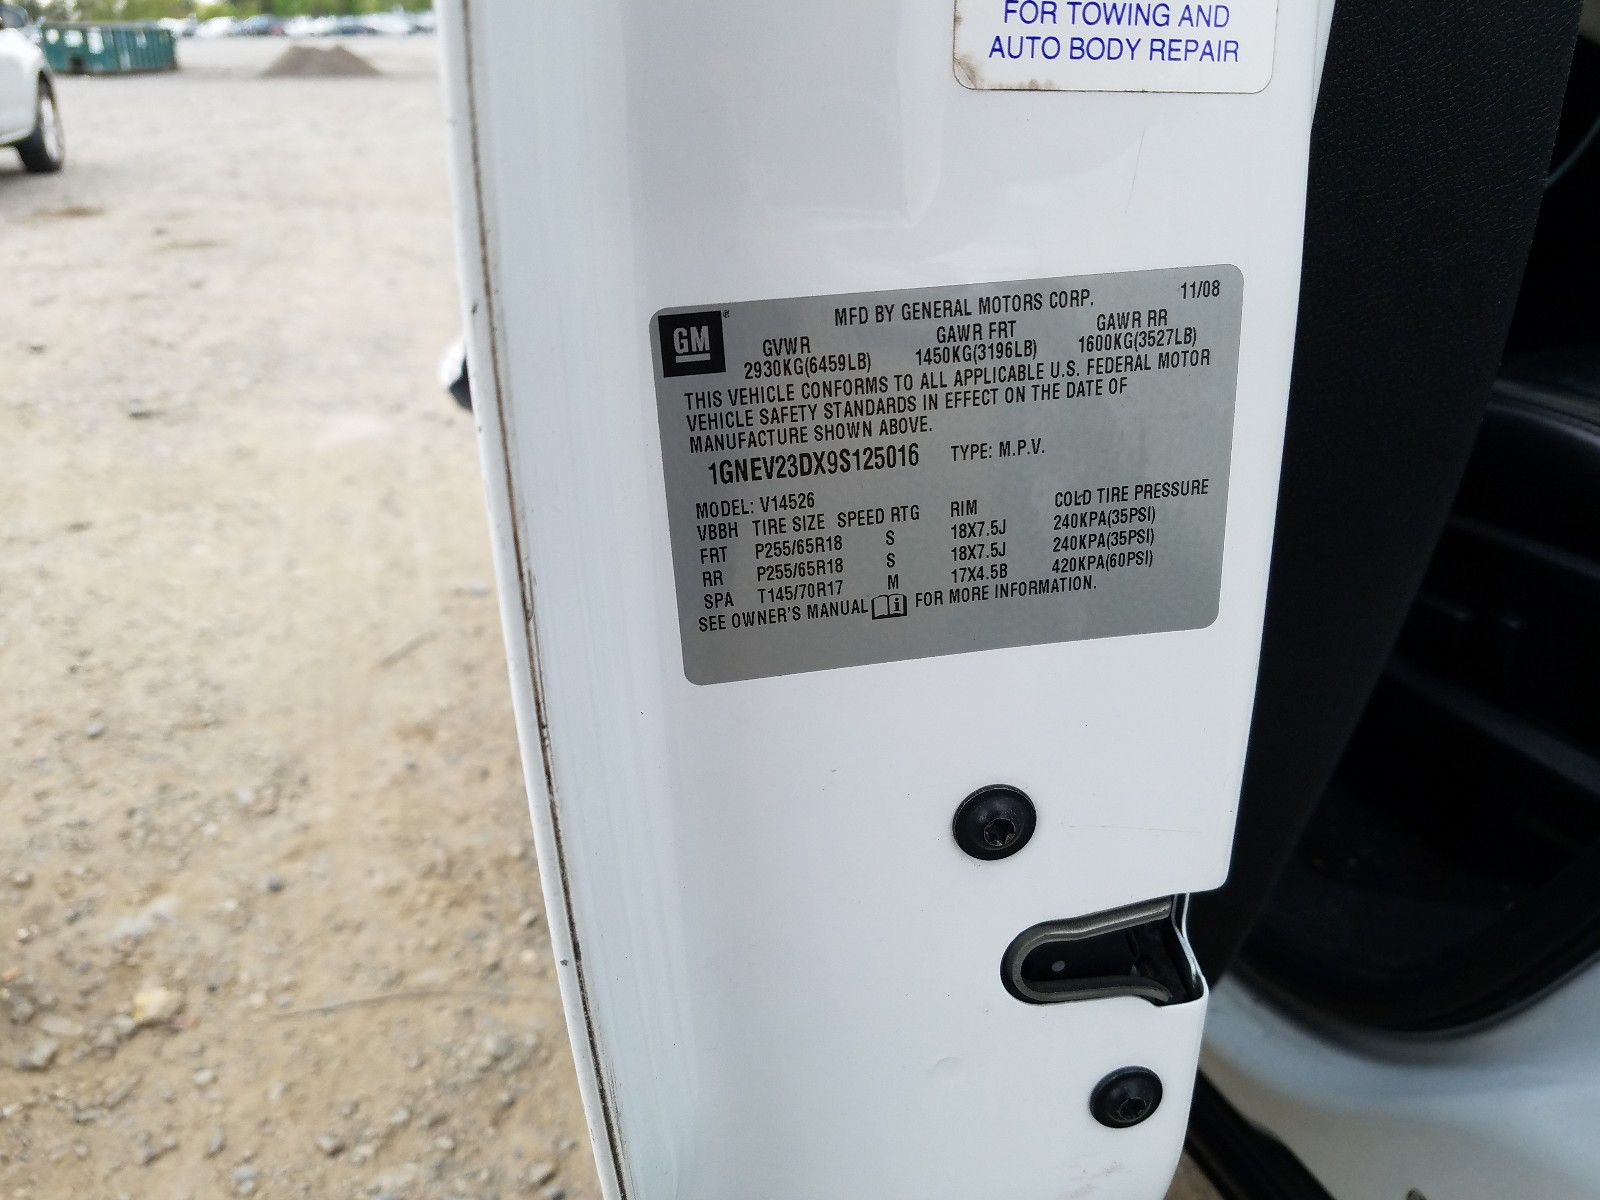 FOR TOWING AND
AUTO BODY REPAIR
GM®
MFD BY GENERAL MOTORS CORP. 11/08
GVWR GAWR FRT GAWR RR
2930KG(6459LB) 1450KG(3196LB) 1600KG(3527LB)
THIS VEHICLE CONFORMS TO ALL APPLICABLE U.S. FEDERAL MOTOR
VEHICLE SAFETY STANDARDS IN EFFECT ON THE DATE OF
MANUFACTURE SHOWN ABOVE.
1GNEV23DX9S125016 TYPE: M.P.V.
MODEL: V14526
VBBH TIRE SIZE SPEED RTG RIM COLD TIRE PRESSURE
FRT P255/65R18 S 18X7.5J 240KPA(35PSI)
RR P255/65R18 S 18X7.5J 240KPA(35PSI)
SPA T145/70R17 M 17X4.5B 420KPA(60PSI)
SEE OWNER'S MANUAL FOR MORE INFORMATION.